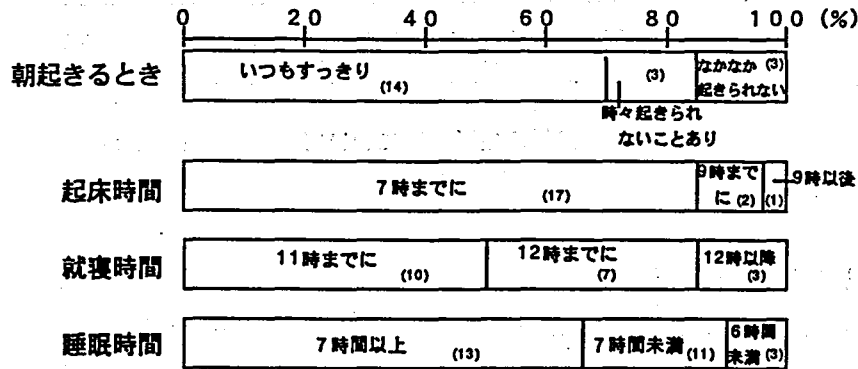 0 20 40 60 80 100 (%)
朝起きるとき
いつもすっきり (14)
(3)
なかなか (3)
起きられない
時々起きられ
ないことあり
起床時間
7時までに (17)
9時まで
に (2)
(1)
9時以後
就寝時間
11時までに (10)
12時までに (7)
12時以降 (3)
睡眠時間
7時間以上 (13)
7時間未満 (11)
6時間
未満 (3)